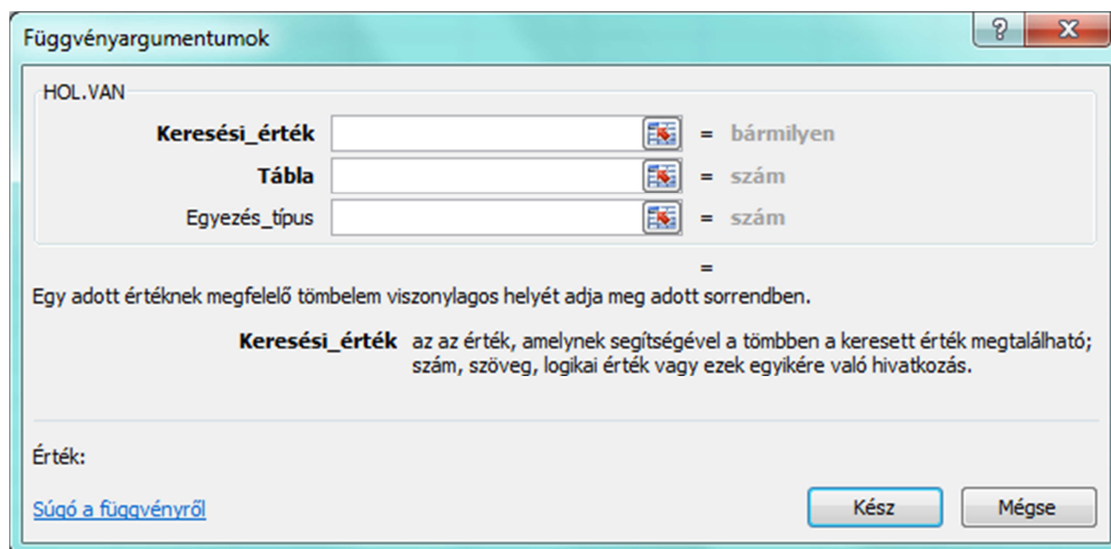 Függvényargumentumok
HOL.VAN
Keresési_érték = bármilyen
Tábla = szám
Egyezés_típus = szám
=
Egy adott értéknek megfelelő tömbelem viszonylagos helyét adja meg adott sorrendben.
Keresési_érték az az érték, amelynek segítségével a tömbben a keresett érték megtalálható;
szám, szöveg, logikai érték vagy ezek egyikére való hivatkozás.
Érték:
Súgó a függvényről Kész Mégse